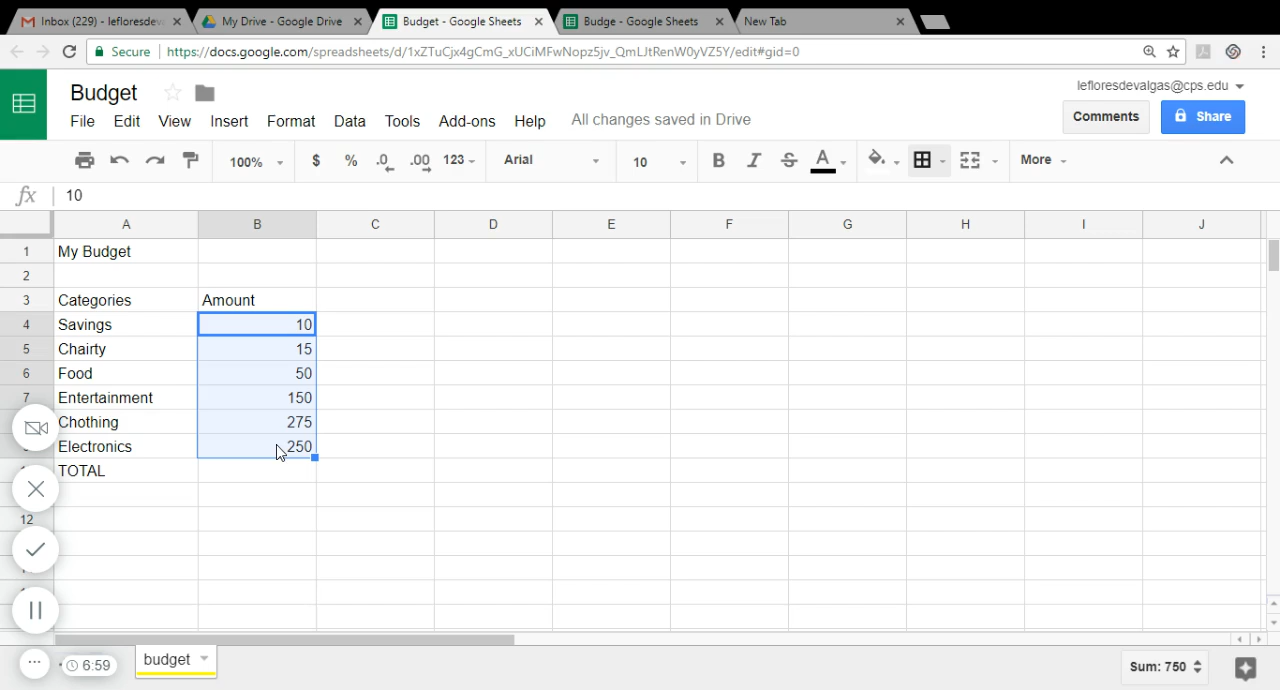 Inbox (229) - lefloresdev
My Drive - Google Drive
Budget - Google Sheets
Budge - Google Sheets
New Tab
Secure https://docs.google.com/spreadsheets/d/1xZTuCjx4gCmG_xUCiMFwNopz5jv_QmLJtRenW0yVZ5Y/edit#gid=0
Budget
lefloresdevalgas@cps.edu
File Edit View Insert Format Data Tools Add-ons Help All changes saved in Drive
Comments Share
100% $ % .0 .00 123 Arial 10 B I S A More
fx 10
A B C D E F G H I J
1 My Budget
2
3 Categories Amount
4 Savings 10
5 Chairty 15
6 Food 50
7 Entertainment 150
Chothing 275
Electronics 250
TOTAL
12
6:59 budget Sum: 750